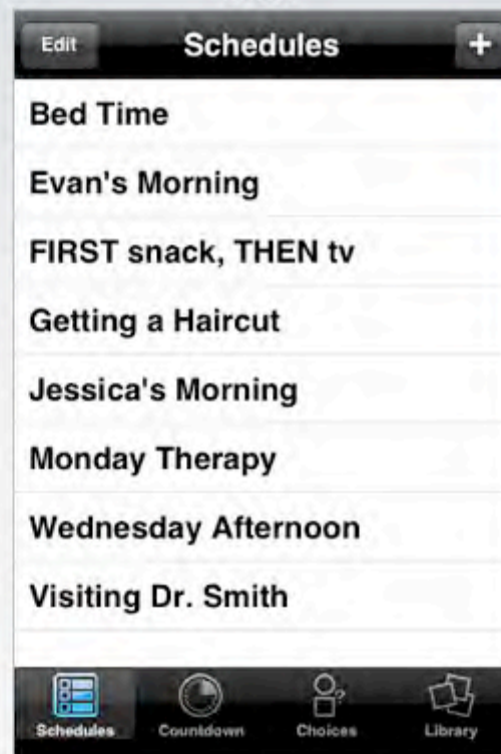 Edit Schedules +
Bed Time
Evan's Morning
FIRST snack, THEN tv
Getting a Haircut
Jessica's Morning
Monday Therapy
Wednesday Afternoon
Visiting Dr. Smith
Schedules Countdown Choices Library